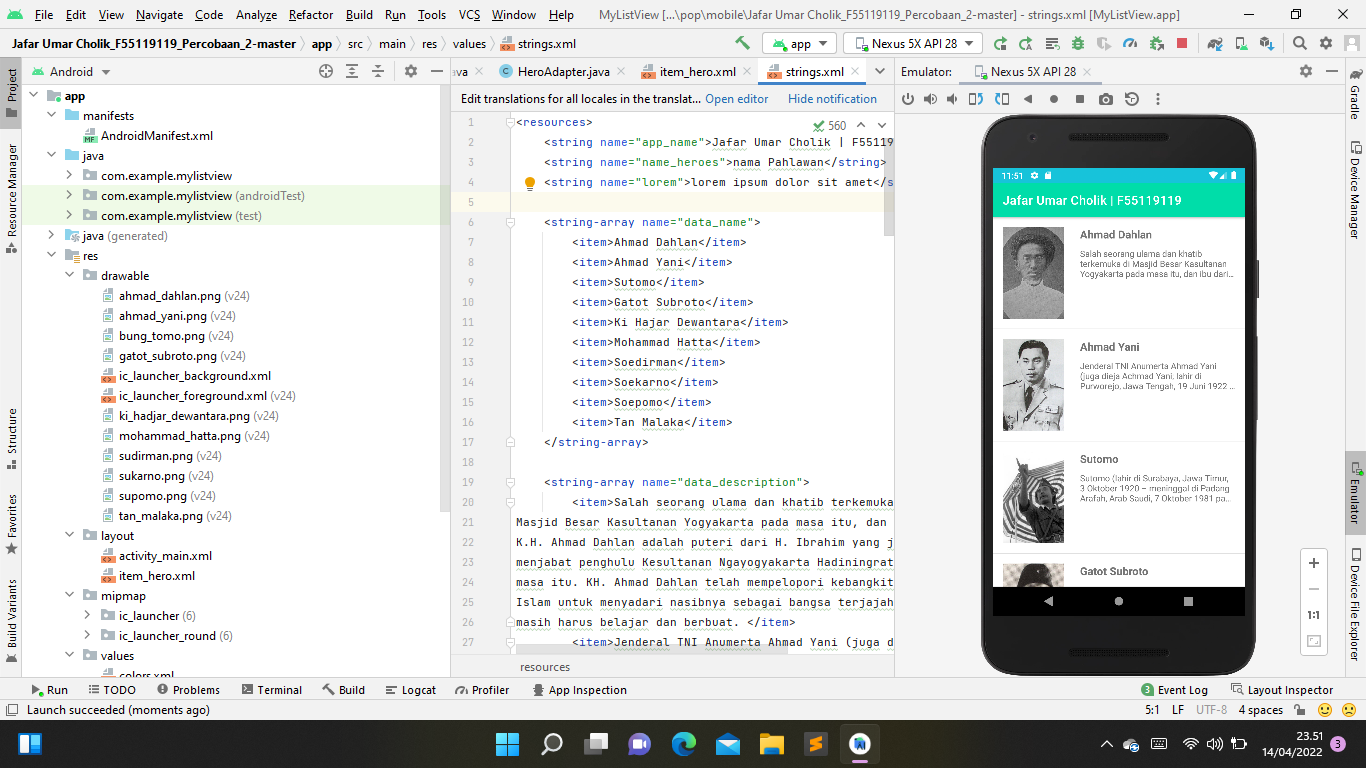 File Edit View Navigate Code Analyze Refactor Build Run Tools VCS Window Help MyListView [...\pop\mobile\Jafar Umar Cholik_F55119119_Percobaan_2-master] - strings.xml [MyListView.app]
Jafar Umar Cholik_F55119119_Percobaan_2-master app src main res values strings.xml app Nexus 5X API 28
Android
ava HeroAdapter.java item_hero.xml strings.xml
Emulator: Nexus 5X API 28
Project
Resource Manager
Structure
Favorites
Build Variants
app
manifests
AndroidManifest.xml
java
com.example.mylistview
com.example.mylistview (androidTest)
com.example.mylistview (test)
java (generated)
res
drawable
ahmad_dahlan.png (v24)
ahmad_yani.png (v24)
bung_tomo.png (v24)
gatot_subroto.png (v24)
ic_launcher_background.xml
ic_launcher_foreground.xml (v24)
ki_hadjar_dewantara.png (v24)
mohammad_hatta.png (v24)
sudirman.png (v24)
sukarno.png (v24)
supomo.png (v24)
tan_malaka.png (v24)
layout
activity_main.xml
item_hero.xml
mipmap
ic_launcher (6)
ic_launcher_round (6)
values
colors.xml
Edit translations for all locales in the translat... Open editor Hide notification
560
1 <resources>
2 <string name="app_name">Jafar Umar Cholik | F55119
3 <string name="name_heroes">nama Pahlawan</string>
4 <string name="lorem">lorem ipsum dolor sit amet</s
5
6 <string-array name="data_name">
7 <item>Ahmad Dahlan</item>
8 <item>Ahmad Yani</item>
9 <item>Sutomo</item>
10 <item>Gatot Subroto</item>
11 <item>Ki Hajar Dewantara</item>
12 <item>Mohammad Hatta</item>
13 <item>Soedirman</item>
14 <item>Soekarno</item>
15 <item>Soepomo</item>
16 <item>Tan Malaka</item>
17 </string-array>
18
19 <string-array name="data_description">
20 <item>Salah seorang ulama dan khatib terkemuka
21 Masjid Besar Kasultanan Yogyakarta pada masa itu, dan
22 K.H. Ahmad Dahlan adalah puteri dari H. Ibrahim yang j
23 menjabat penghulu Kesultanan Ngayogyakarta Hadiningrat
24 masa itu. KH. Ahmad Dahlan telah mempelopori kebangkit
25 Islam untuk menyadari nasibnya sebagai bangsa terjajah
26 masih harus belajar dan berbuat. </item>
27 <item>Jenderal TNI Anumerta Ahmad Yani (juga d
resources
11:51
Jafar Umar Cholik | F55119119
Ahmad Dahlan
Salah seorang ulama dan khatib
terkemuka di Masjid Besar Kasultanan
Yogyakarta pada masa itu, dan ibu dari...
Ahmad Yani
Jenderal TNI Anumerta Ahmad Yani
(juga dieja Achmad Yani, lahir di
Purworejo, Jawa Tengah, 19 Juni 1922 ...
Sutomo
Sutomo (lahir di Surabaya, Jawa Timur,
3 Oktober 1920 – meninggal di Padang
Arafah, Arab Saudi, 7 Oktober 1981 pa...
Gatot Subroto
1:1
Gradle
Device Manager
Emulator
Device File Explorer
Run TODO Problems Terminal Build Logcat Profiler App Inspection 3 Event Log Layout Inspector
Launch succeeded (moments ago) 5:1 LF UTF-8 4 spaces
23.51
14/04/2022
3